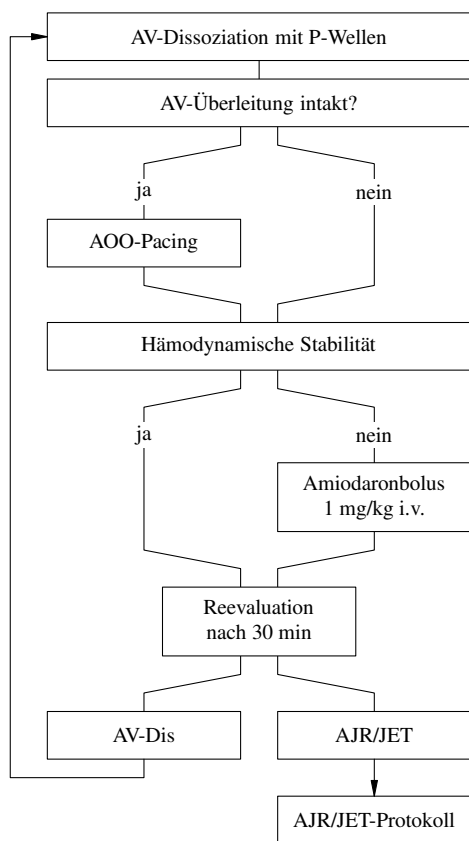 AV-Dissoziation mit P-Wellen
AV-Überleitung intakt?
ja
nein
AOO-Pacing
Hämodynamische Stabilität
ja
nein
Amiodaronbolus
1 mg/kg i.v.
Reevaluation
nach 30 min
AV-Dis
AJR/JET
AJR/JET-Protokoll